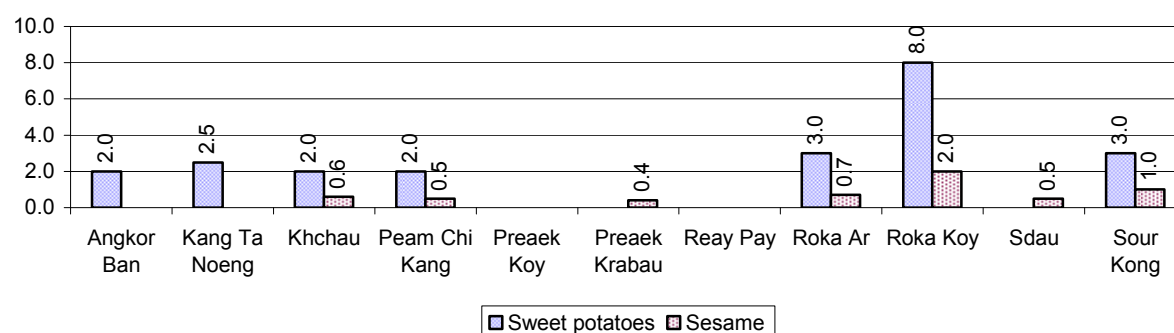 10.0
8.0
6.0
4.0
2.0
0.0
2.0
2.5
2.0
0.6
2.0
0.5
0.4
3.0
0.7
8.0
2.0
0.5
3.0
1.0
Angkor Ban
Kang Ta Noeng
Khchau
Peam Chi Kang
Preaek Koy
Preaek Krabau
Reay Pay
Roka Ar
Roka Koy
Sdau
Sour Kong
Sweet potatoes
Sesame